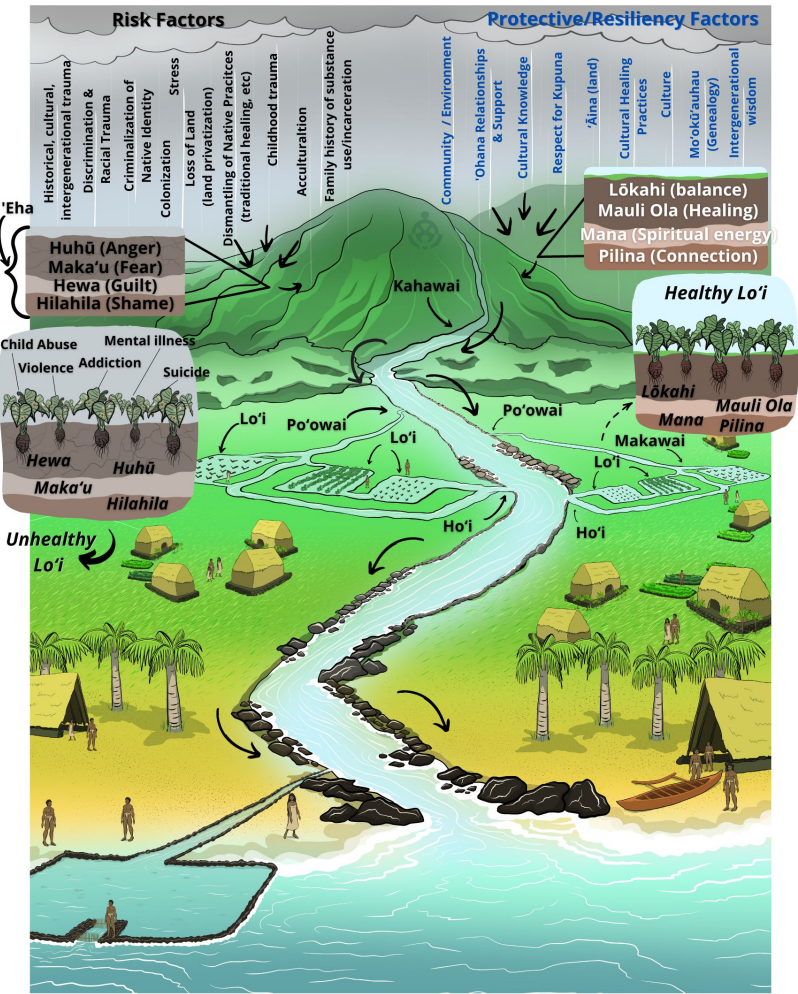 Risk Factors
Protective/Resiliency Factors
Historical, cultural,
intergenerational trauma
Discrimination &
Racial Trauma
Criminalization of
Native Identity
Colonization
Stress
Loss of Land
(land privatization)
Dismantling of Native Pracitces
(traditional healing, etc)
Childhood trauma
Acculturaltion
Family history of substance
use/incarceration
Community / Environment
'Ohana Relationships
& Support
Cultural Knowledge
Respect for Kupuna
‘Āina (land)
Cultural Healing
Practices
Culture
Mo‘okū‘auhau
(Genealogy)
Intergenerational
wisdom
'Eha
Huhū (Anger)
Maka‘u (Fear)
Hewa (Guilt)
Hilahila (Shame)
Lōkahi (balance)
Mauli Ola (Healing)
Mana (Spiritual energy)
Pilina (Connection)
Kahawai
Healthy Lo‘i
Lōkahi
Mauli Ola
Mana
Pilina
Child Abuse
Mental illness
Violence
Addiction
Suicide
Hewa
Huhū
Maka‘u
Hilahila
Unhealthy
Lo‘i
Lo‘i
Po‘owai
Lo‘i
Ho‘i
Po‘owai
Makawai
Lo‘i
Ho‘i